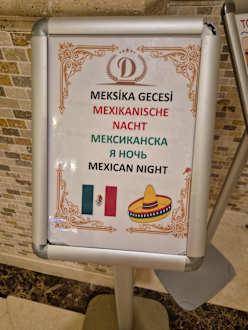 D
MEKSİKA GECESİ
MEXIKANISCHE
NACHT
МЕКСИКАНСКА
Я НОЧЬ
MEXICAN NIGHT